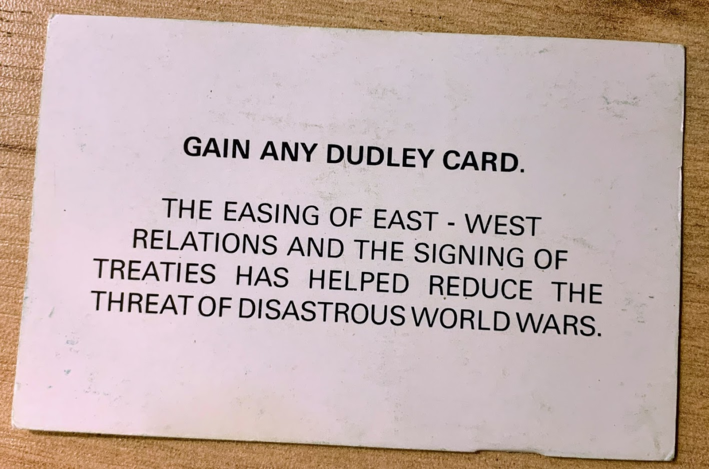 GAIN ANY DUDLEY CARD.
THE EASING OF EAST - WEST
RELATIONS AND THE SIGNING OF
TREATIES HAS HELPED REDUCE THE
THREAT OF DISASTROUS WORLD WARS.